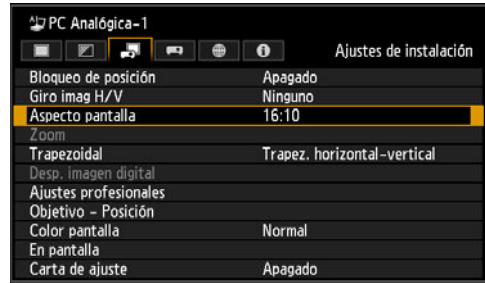 PC Analógica-1
Ajustes de instalación
Bloqueo de posición Apagado
Giro imag H/V Ninguno
Aspecto pantalla 16:10
Zoom
Trapezoidal Trapez. horizontal-vertical
Desp. imagen digital
Ajustes profesionales
Objetivo - Posición
Color pantalla Normal
En pantalla
Carta de ajuste Apagado